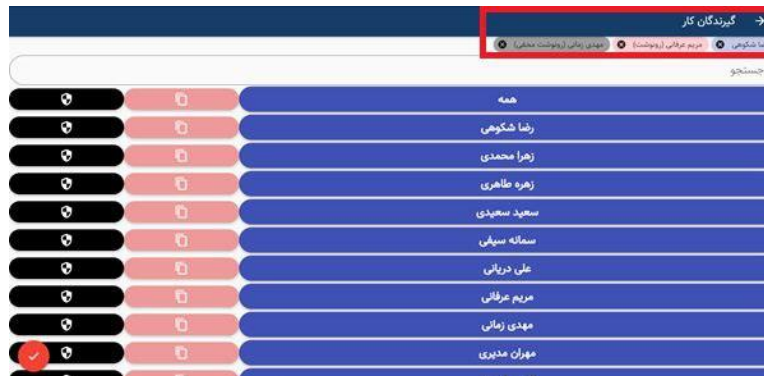 گیرندگان کار
ضا شکوهی مریم عرفانی (رونوشت) مهدی زمانی (رونوشت مخفی)
جستجو
همه
رضا شکوهی
زهرا محمدی
زهره طاهری
سعید سعیدی
سمانه سیفی
علی دریانی
مریم عرفانی
مهدی زمانی
مهران مدیری